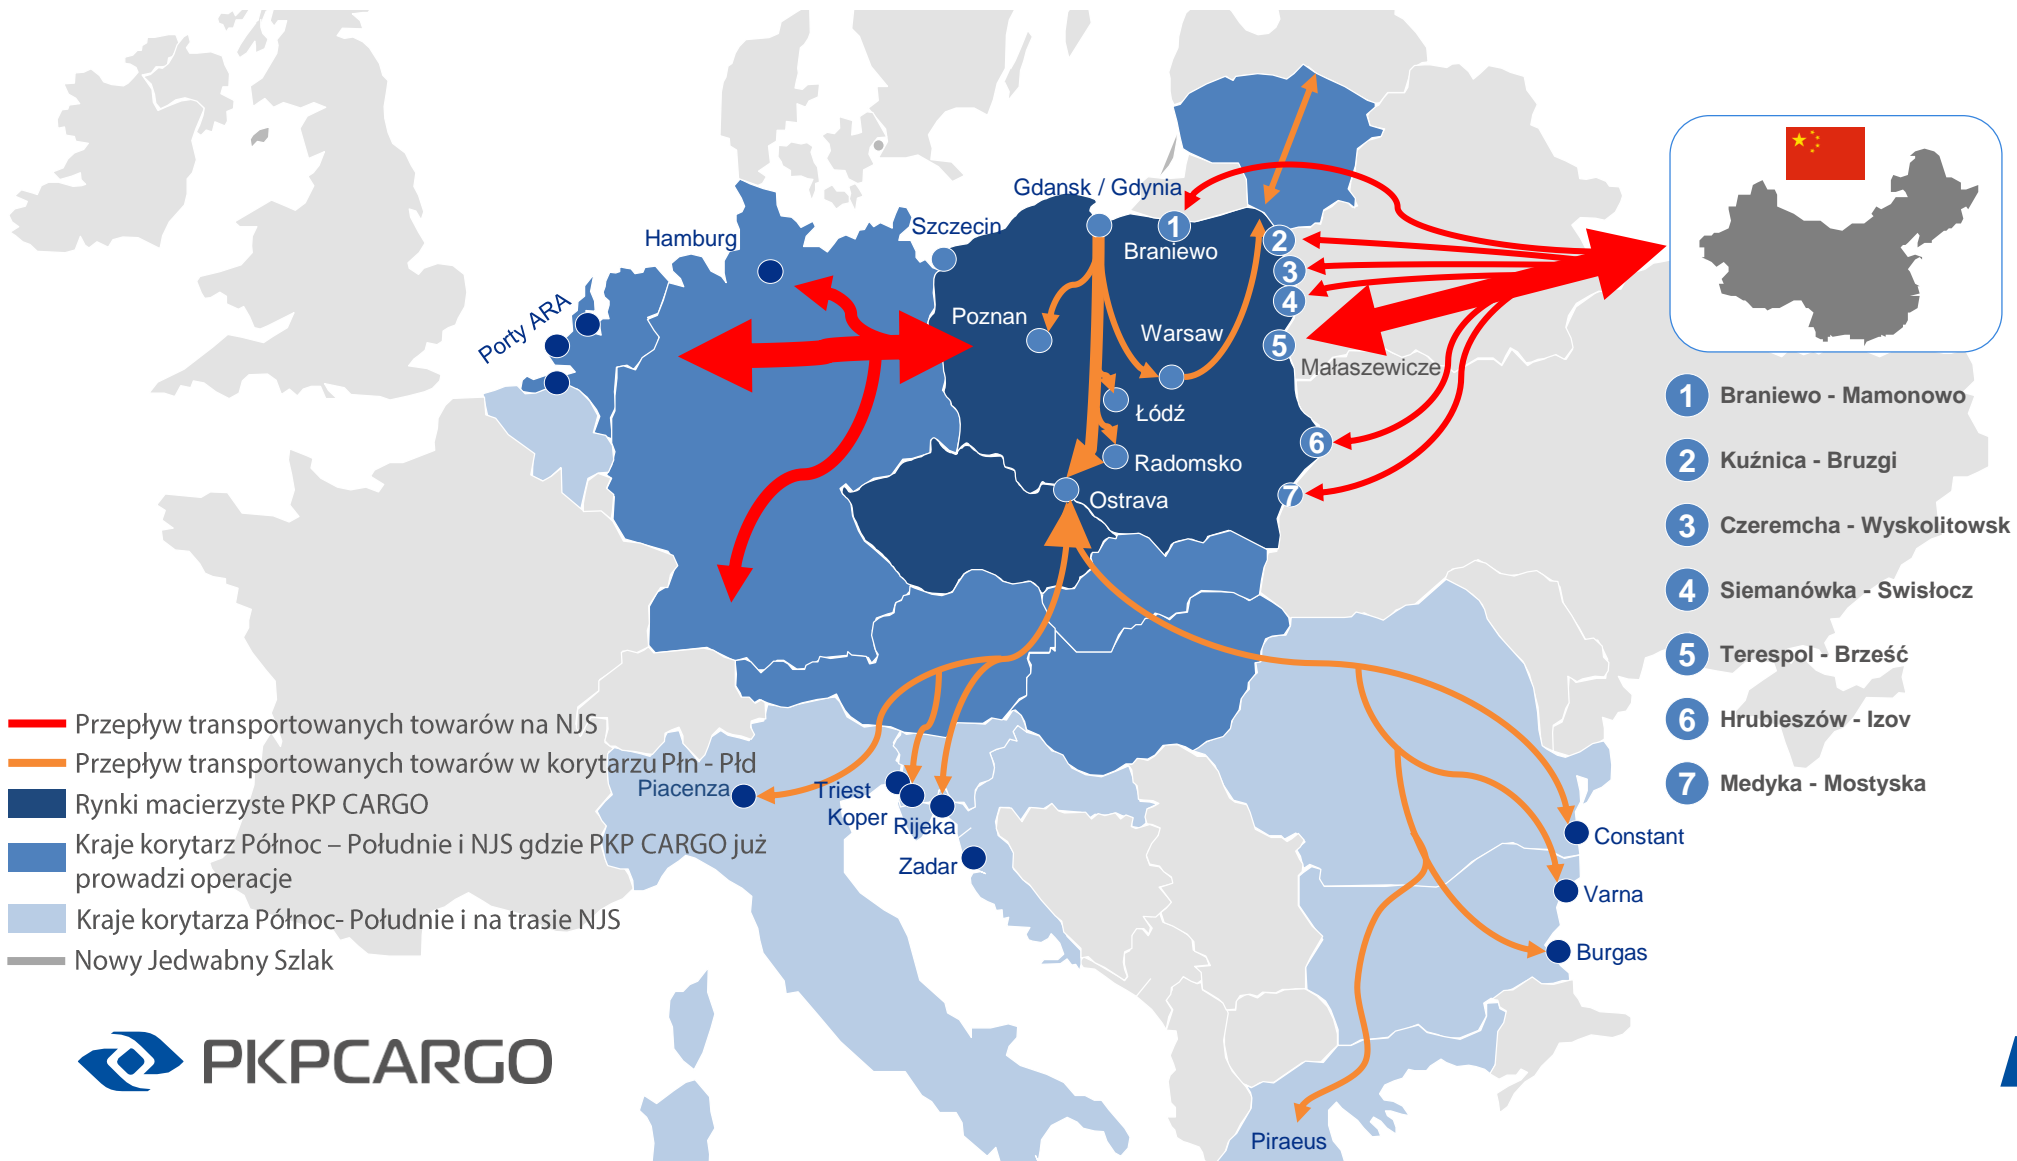 Gdansk / Gdynia
Szczecin
Hamburg
1
Braniewo
2
3
4
Porty ARA
Poznan
Warsaw
5
Małaszewicze
Łódź
6
Radomsko
Ostrava
7
1 Braniewo - Mamonowo
2 Kuźnica - Bruzgi
3 Czeremcha - Wyskolitowsk
4 Siemanówka - Swisłocz
5 Terespol - Brześć
6 Hrubieszów - Izov
7 Medyka - Mostyska
Przepływ transportowanych towarów na NJS
Przepływ transportowanych towarów w korytarzu Płn - Płd
Rynki macierzyste PKP CARGO
Kraje korytarz Północ – Południe i NJS gdzie PKP CARGO już
prowadzi operacje
Kraje korytarza Północ- Południe i na trasie NJS
Nowy Jedwabny Szlak
Piacenza
Triest
Koper
Rijeka
Zadar
Constant
Varna
Burgas
Piraeus
PKPCARGO